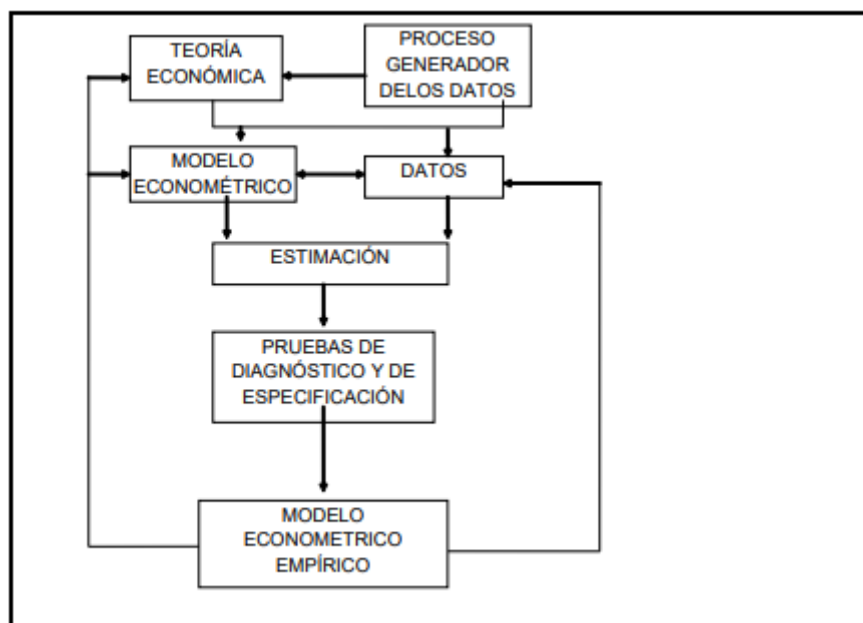 TEORÍA
ECONÓMICA
PROCESO
GENERADOR
DELOS DATOS
MODELO
ECONOMÉTRICO
DATOS
ESTIMACIÓN
PRUEBAS DE
DIAGNÓSTICO Y DE
ESPECIFICACIÓN
MODELO
ECONOMETRICO
EMPÍRICO